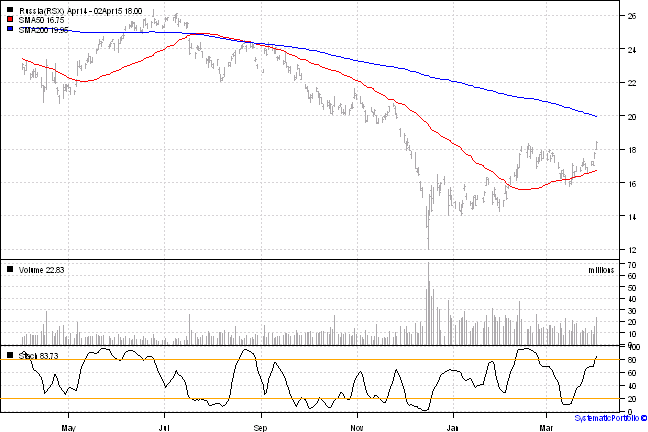 Russia(RSX) Apr14 - 02Apr15 18.00
SMA50 16.75
SMA200 19.95
26
24
22
20
18
16
14
12
Volume 22.83
millions
70
60
50
40
30
20
10
0
Stoch 83.73
100
80
60
40
20
0
May Jul Sep Nov Jan Mar
SystematicPortfolio ©